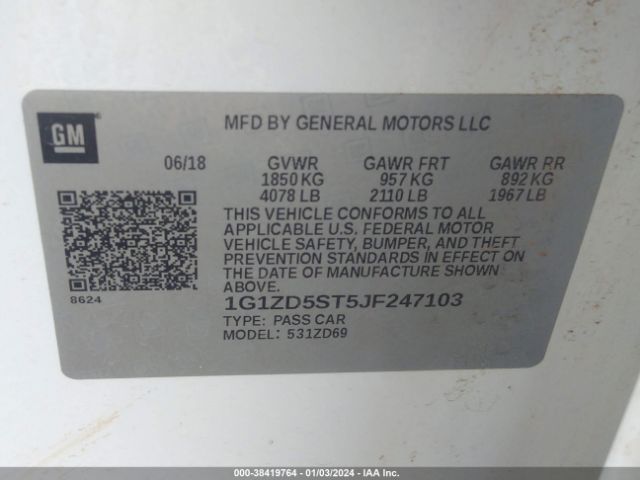 GM
MFD BY GENERAL MOTORS LLC
06/18 GVWR GAWR FRT GAWR RR
1850 KG 957 KG 892 KG
4078 LB 2110 LB 1967 LB
THIS VEHICLE CONFORMS TO ALL
APPLICABLE U.S. FEDERAL MOTOR
VEHICLE SAFETY, BUMPER, AND THEFT
PREVENTION STANDARDS IN EFFECT ON
THE DATE OF MANUFACTURE SHOWN
ABOVE.
8624
1G1ZD5ST5JF247103
TYPE: PASS CAR
MODEL: 531ZD69
000-38419764 - 01/03/2024 - IAA Inc.